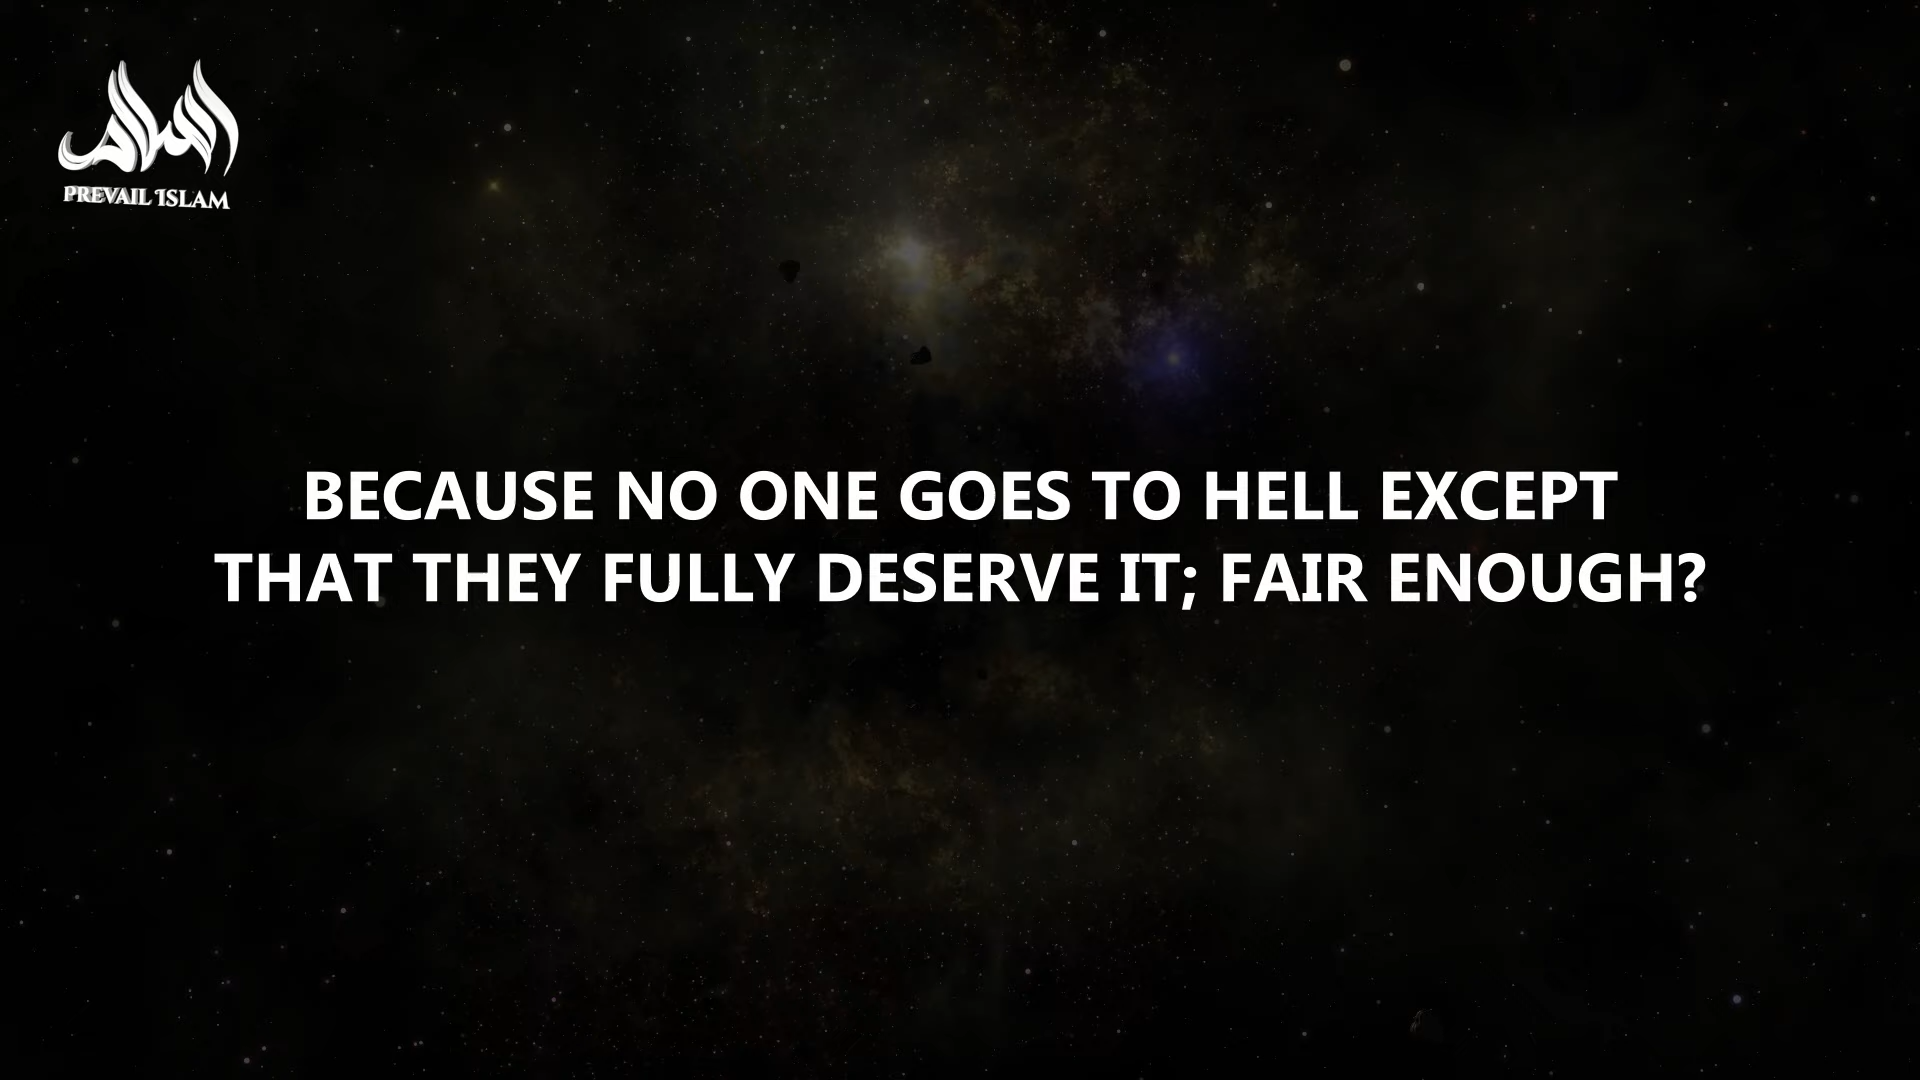 PREVAIL ISLAM
BECAUSE NO ONE GOES TO HELL EXCEPT
THAT THEY FULLY DESERVE IT; FAIR ENOUGH?